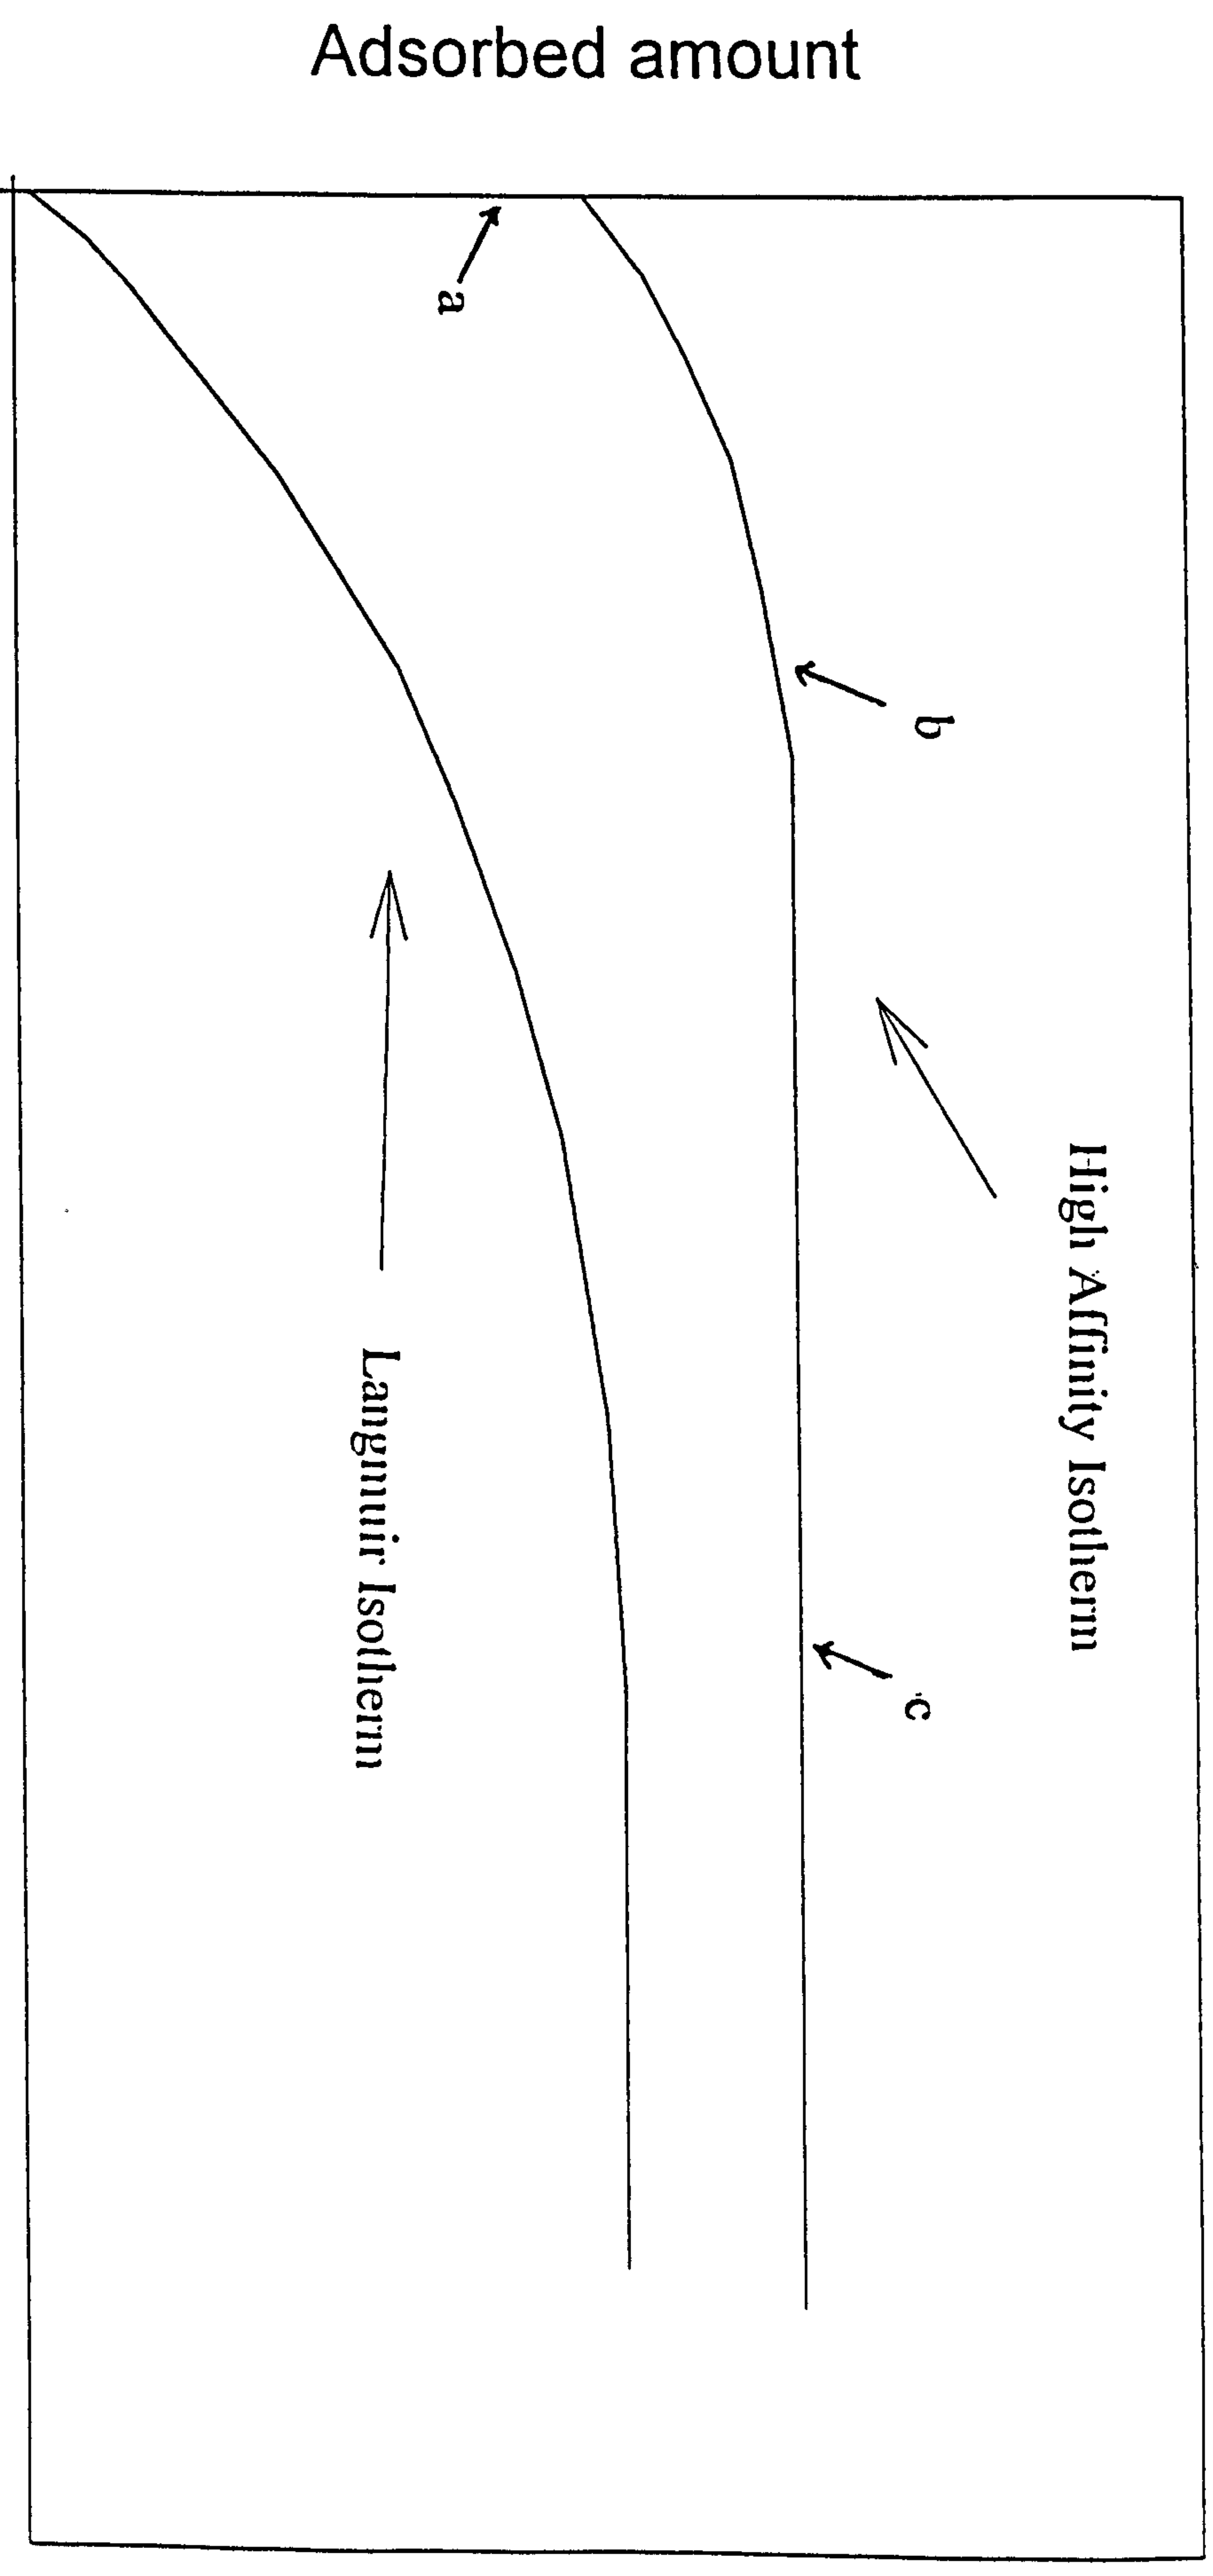 Adsorbed amount
a
b
High Affinity Isotherm
c
Langmuir Isotherm